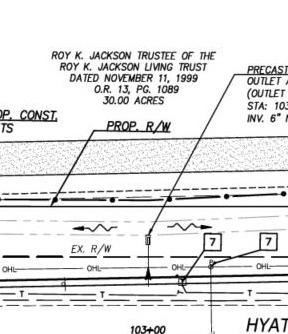 ROY K. JACKSON TRUSTEE OF THE
ROY K. JACKSON LIVING TRUST
DATED NOVEMBER 11, 1999
O.R. 13, PG. 1089
30.00 ACRES
PRECAST
OUTLET A
(OUTLET
STA: 103
INV. 6"
OP. CONST.
TS
PROP. R/W
7
7
EX. R/W
OHL
OHL
OHL
OHL
OHL
T
T
T
T
103+00
HYAT